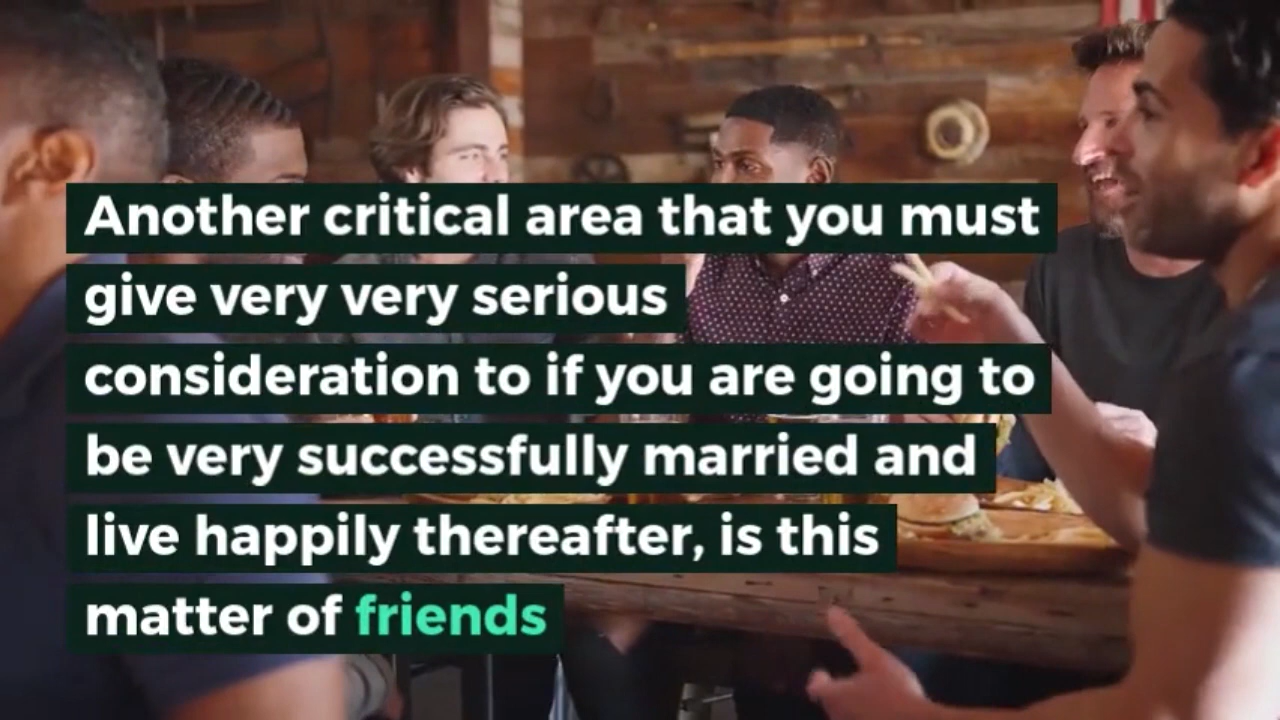 Another critical area that you must
give very very serious
consideration to if you are going to
be very successfully married and
live happily thereafter, is this
matter of friends